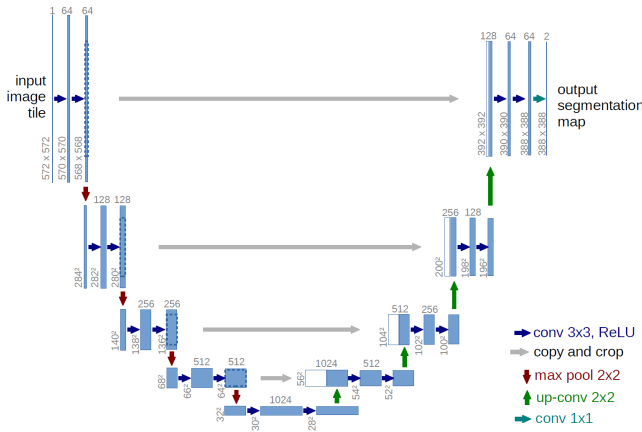 1
64
64
128
64
64
2
input
image
tile
output
segmentation
map
572 x 572
570 x 570
568 x 568
392 x 392
390 x 390
388 x 388
388 x 388
128
128
256
128
284²
282²
280²
200²
198²
196²
256
256
512
256
140²
138²
136²
104²
102²
100²
512
512
1024
512
68²
66²
64²
56²
54²
52²
1024
32²
30²
28²
conv 3x3, ReLU
copy and crop
max pool 2x2
up-conv 2x2
conv 1x1